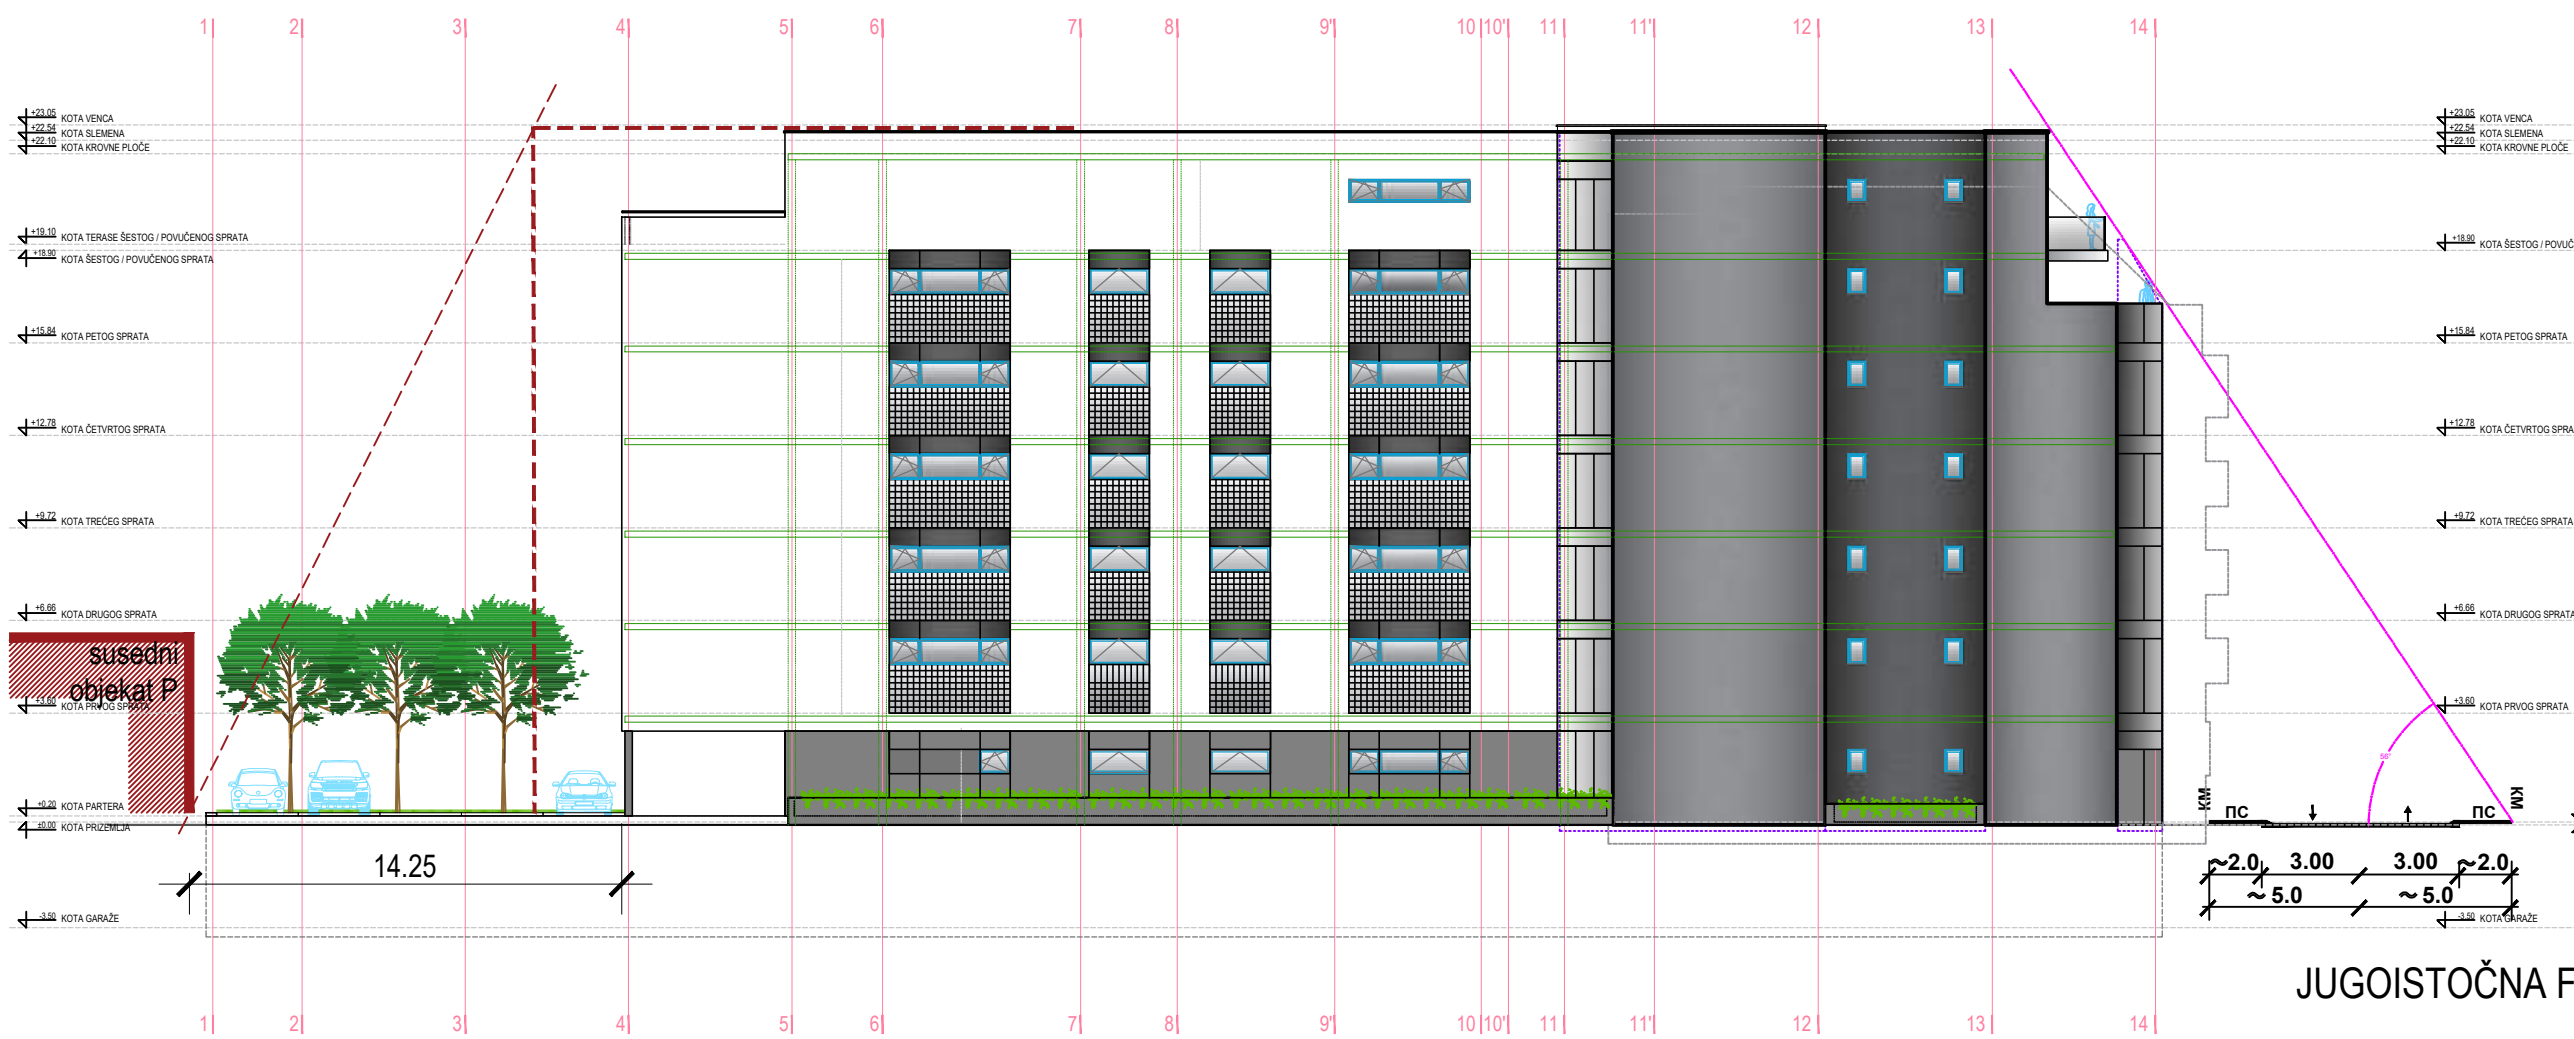 1 2 3 4 5 6 7 8 9' 10 10' 11 11' 12 13 14
+23.05 KOTA VENCA
+22.54 KOTA SLEMENA
+22.10 KOTA KROVNE PLOČE
+19.10 KOTA TERASE ŠESTOG / POVUČENOG SPRATA
+18.90 KOTA ŠESTOG / POVUČENOG SPRATA
+15.84 KOTA PETOG SPRATA
+12.78 KOTA ČETVRTOG SPRATA
+9.72 KOTA TREĆEG SPRATA
+6.66 KOTA DRUGOG SPRATA
susedni
objekat P
+3.60 KOTA PRVOG SPRATA
+0.20 KOTA PARTERA
±0.00 KOTA PRIZEMLJA
14.25
-3.50 KOTA GARAŽE
+23.05 KOTA VENCA
+22.54 KOTA SLEMENA
+22.10 KOTA KROVNE PLOČE
+18.90 KOTA ŠESTOG / POVUČ
+15.84 KOTA PETOG SPRATA
+12.78 KOTA ČETVRTOG SPRA
+9.72 KOTA TREĆEG SPRATA
+6.66 KOTA DRUGOG SPRATA
+3.60 KOTA PRVOG SPRATA
56°
КМ КМ
ПС ПС
~2.0 3.00 3.00 ~2.0
~ 5.0 ~ 5.0
-3.50 KOTA GARAŽE
JUGOISTOČNA F
1 2 3 4 5 6 7 8 9' 10 10' 11 11' 12 13 14